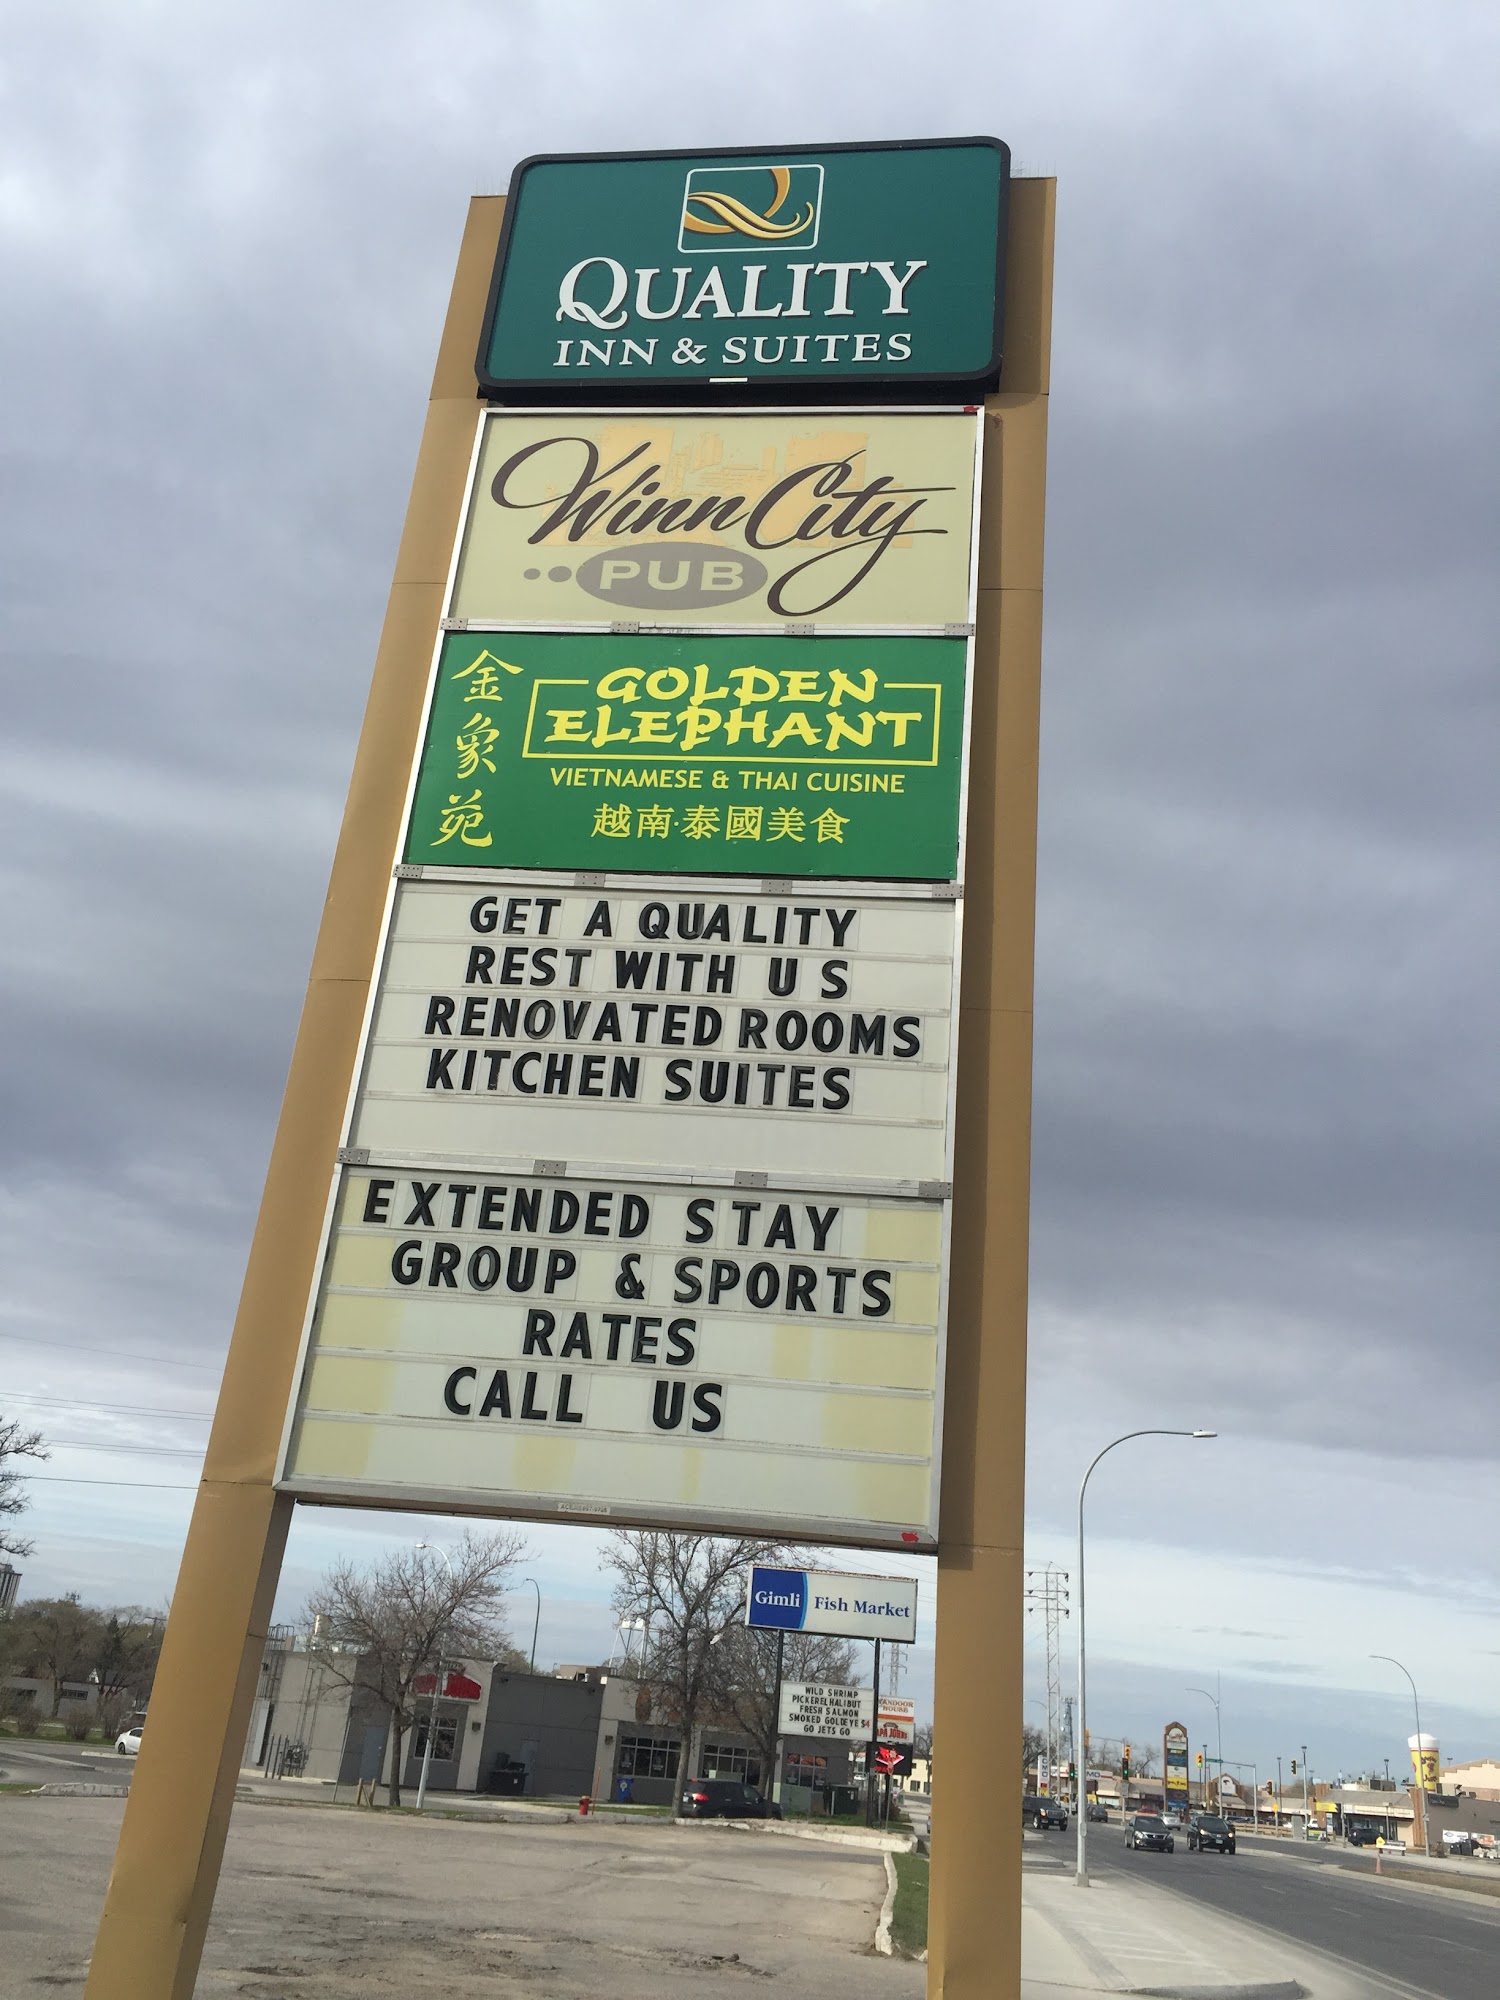 QUALITY
INN & SUITES
Winn City
PUB
金象苑
GOLDEN
ELEPHANT
VIETNAMESE & THAI CUISINE
越南·泰國美食
GET A QUALITY
REST WITH US
RENOVATED ROOMS
KITCHEN SUITES
EXTENDED STAY
GROUP & SPORTS
RATES
CALL US
Gimli Fish Market
WILD SHRIMP
PICKEREL HALIBUT
FRESH SALMON
SMOKED GOLDEYE $4
GO JETS GO